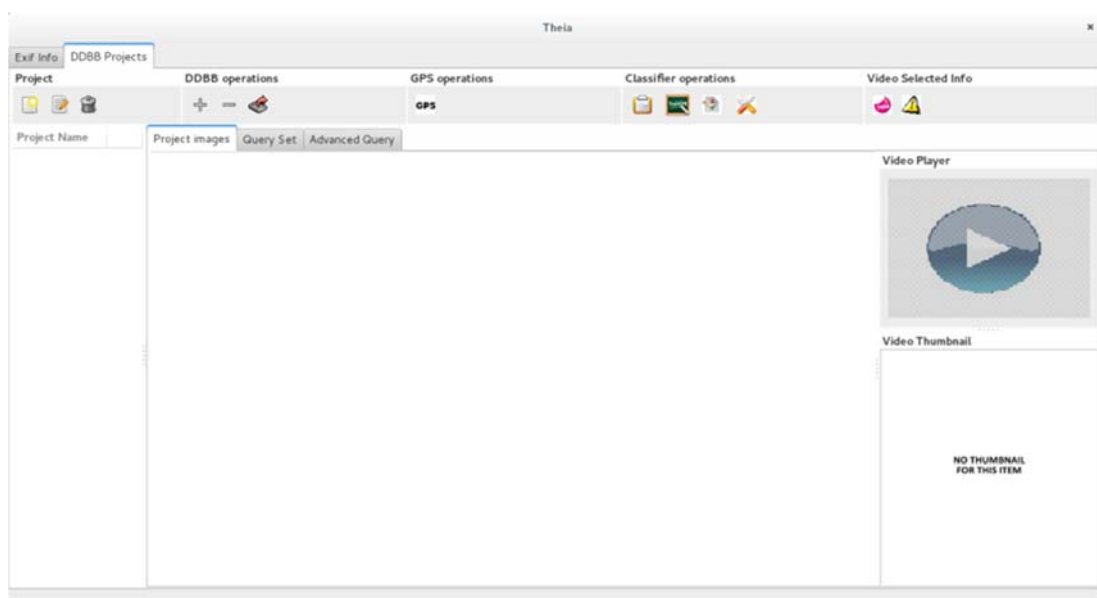 Theia
Exif Info DDBB Projects
Project DDBB operations GPS operations Classifier operations Video Selected Info
GPS
Project Name Project images Query Set Advanced Query
Video Player
Video Thumbnail
NO THUMBNAIL
FOR THIS ITEM